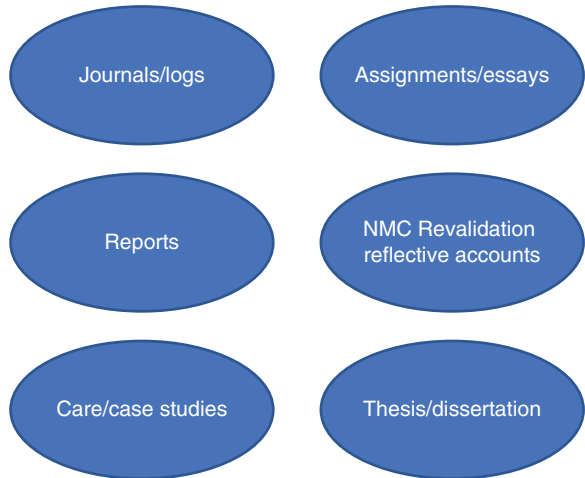 Journals/logs
Assignments/essays
Reports
NMC Revalidation
reflective accounts
Care/case studies
Thesis/dissertation